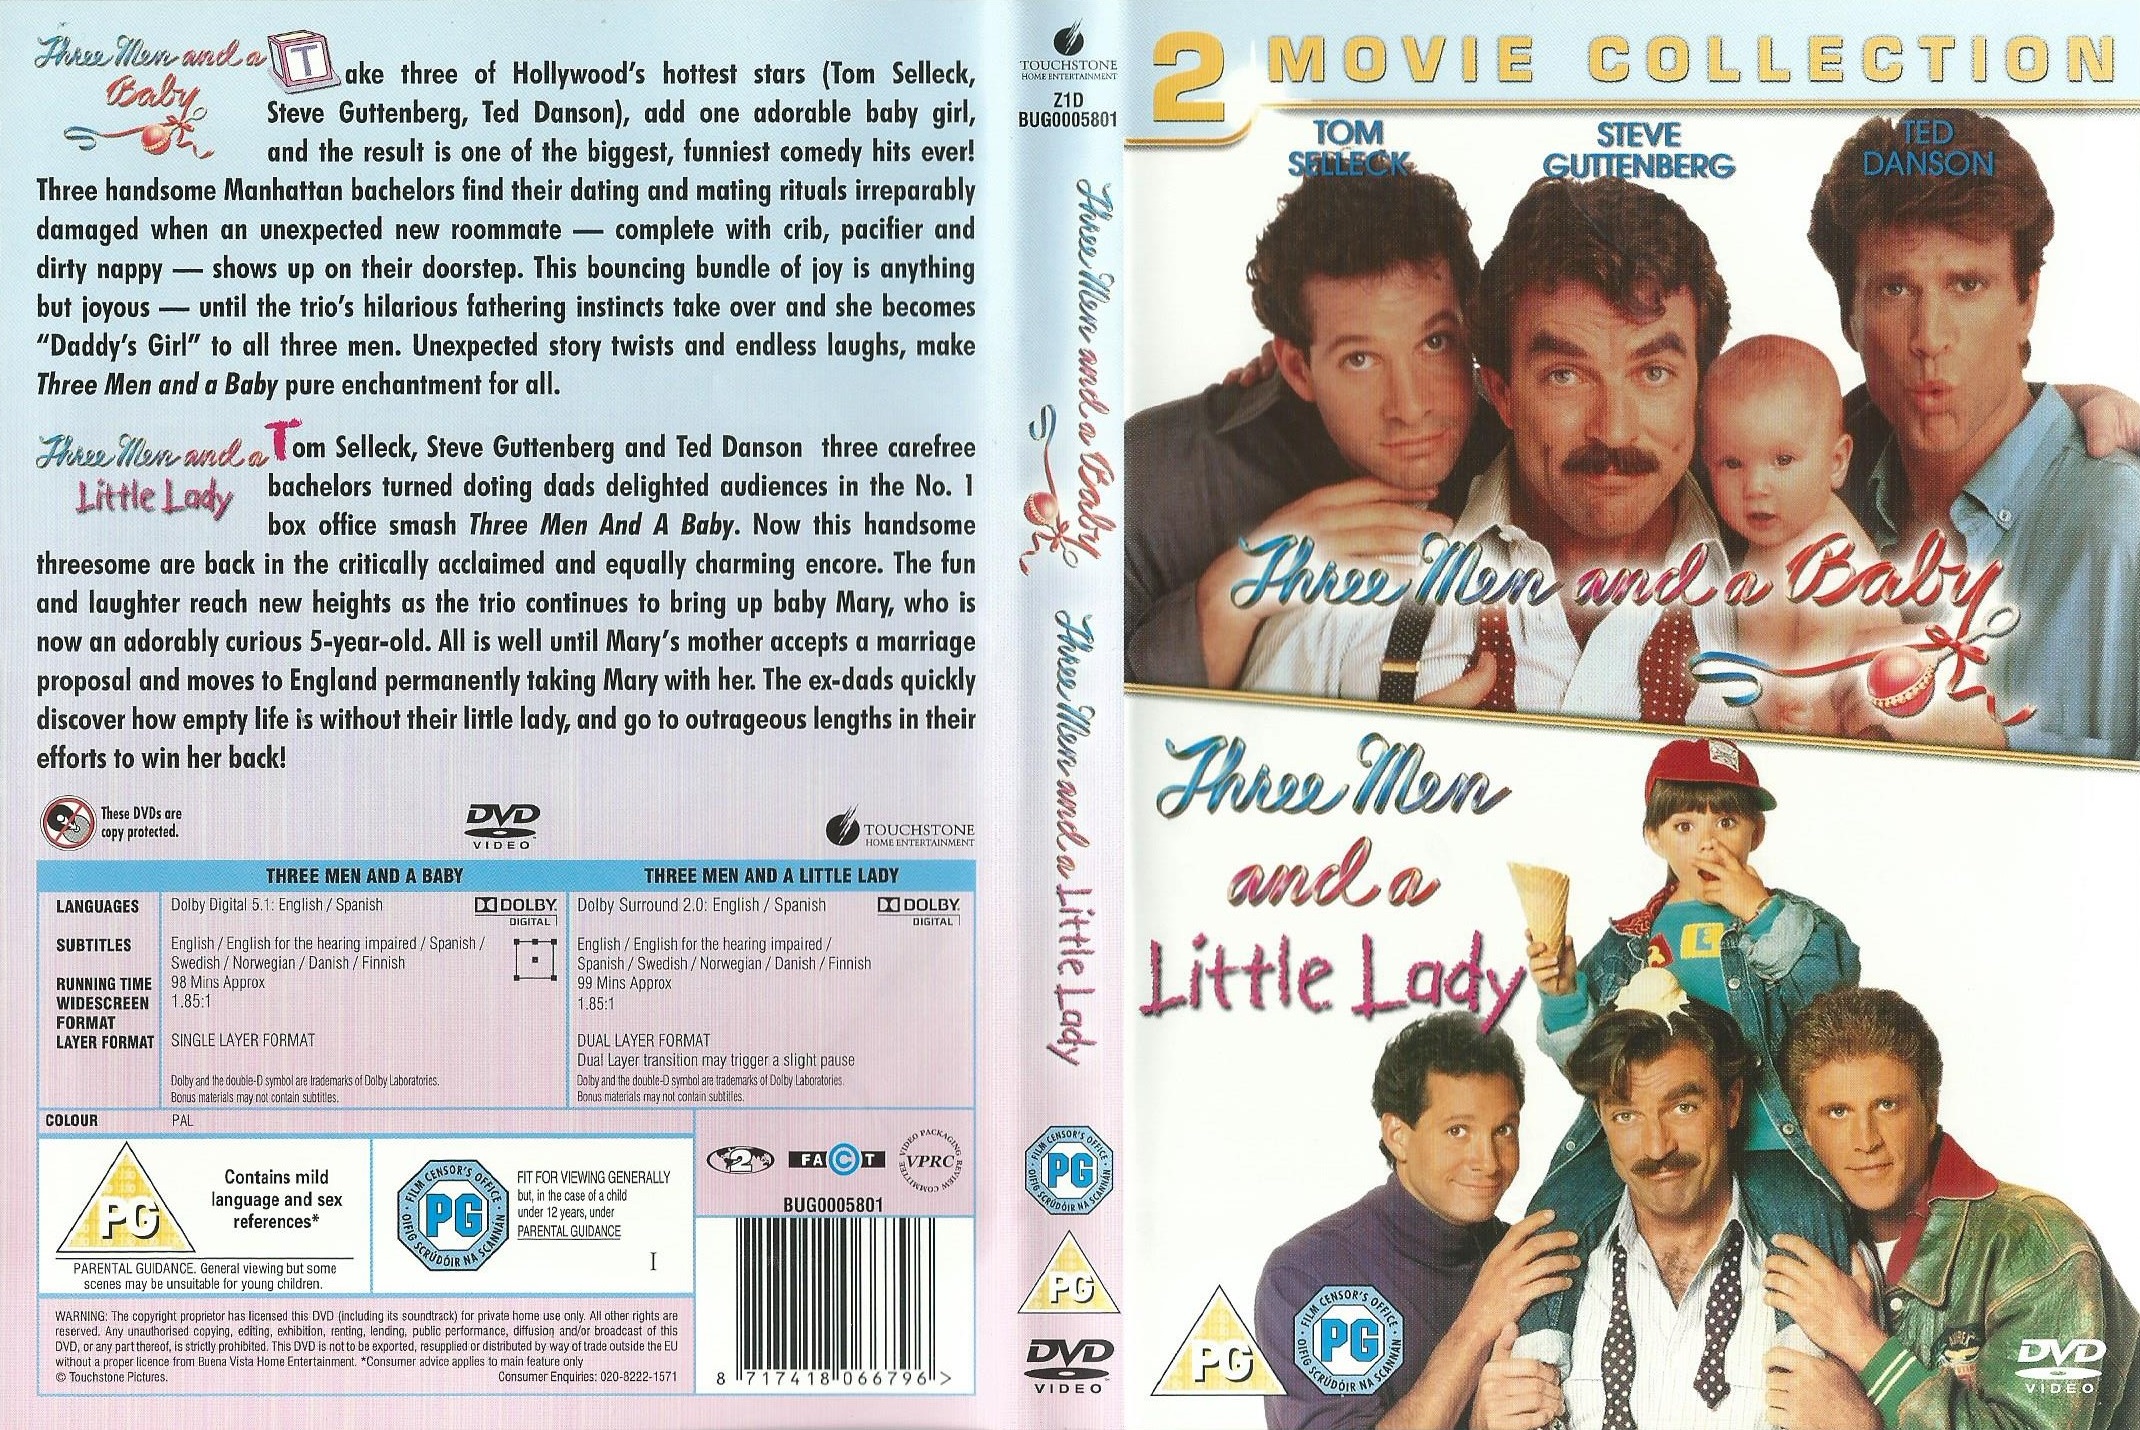 Three Men and a
Baby
Take three of Hollywood's hottest stars (Tom Selleck,
Steve Guttenberg, Ted Danson), add one adorable baby girl,
and the result is one of the biggest, funniest comedy hits ever!
Three handsome Manhattan bachelors find their dating and mating rituals irreparably
damaged when an unexpected new roommate — complete with crib, pacifier and
dirty nappy — shows up on their doorstep. This bouncing bundle of joy is anything
but joyous — until the trio's hilarious fathering instincts take over and she becomes
“Daddy's Girl” to all three men. Unexpected story twists and endless laughs, make
Three Men and a Baby pure enchantment for all.
Three Men and a
Little Lady
Tom Selleck, Steve Guttenberg and Ted Danson three carefree
bachelors turned doting dads delighted audiences in the No. 1
box office smash Three Men And A Baby. Now this handsome
threesome are back in the critically acclaimed and equally charming encore. The fun
and laughter reach new heights as the trio continues to bring up baby Mary, who is
now an adorably curious 5-year-old. All is well until Mary's mother accepts a marriage
proposal and moves to England permanently taking Mary with her. The ex-dads quickly
discover how empty life is without their little lady, and go to outrageous lengths in their
efforts to win her back!
These DVDs are
copy protected.
DVD
VIDEO
TOUCHSTONE
HOME ENTERTAINMENT
THREE MEN AND A BABY
THREE MEN AND A LITTLE LADY
LANGUAGES
Dolby Digital 5.1: English / Spanish
DOLBY
DIGITAL
Dolby Surround 2.0: English / Spanish
DOLBY
DIGITAL
SUBTITLES
English / English for the hearing impaired / Spanish /
Swedish / Norwegian / Danish / Finnish
English / English for the hearing impaired /
Spanish / Swedish / Norwegian / Danish / Finnish
RUNNING TIME
98 Mins Approx
99 Mins Approx
WIDESCREEN
FORMAT
1.85:1
1.85:1
LAYER FORMAT
SINGLE LAYER FORMAT
DUAL LAYER FORMAT
Dual Layer transition may trigger a slight pause
Dolby and the double-D symbol are trademarks of Dolby Laboratories.
Bonus materials may not contain subtitles.
Dolby and the double-D symbol are trademarks of Dolby Laboratories.
Bonus materials may not contain subtitles.
COLOUR
PAL
PG
Contains mild
language and sex
references*
PARENTAL GUIDANCE. General viewing but some
scenes may be unsuitable for young children.
FILM CENSOR'S OFFICE
PG
OIFIG SCRÚDÓIR NA SCANNÁN
FIT FOR VIEWING GENERALLY
but, in the case of a child
under 12 years, under
PARENTAL GUIDANCE
I
2
FACT
VIDEO PACKAGING REVIEW COMMITTEE
VPRC
BUG0005801
8 717418 066796 >
WARNING: The copyright proprietor has licensed this DVD (including its soundtrack) for private home use only. All other rights are
reserved. Any unauthorised copying, editing, exhibition, renting, lending, public performance, diffusion and/or broadcast of this
DVD, or any part thereof, is strictly prohibited. This DVD is not to be exported, resupplied or distributed by way of trade outside the EU
without a proper licence from Buena Vista Home Entertainment. *Consumer advice applies to main feature only
© Touchstone Pictures.
Consumer Enquiries: 020-8222-1571
TOUCHSTONE
HOME ENTERTAINMENT
Z1D
BUG0005801
Three Men and a Baby
Three Men and a Little Lady
FILM CENSOR'S OFFICE
PG
OIFIG SCRÚDÓIR NA SCANNÁN
PG
DVD
VIDEO
2 MOVIE COLLECTION
TOM
SELLECK
STEVE
GUTTENBERG
TED
DANSON
Three Men and a Baby
Three Men
and a
Little Lady
E
PG
FILM CENSOR'S OFFICE
PG
OIFIG SCRÚDÓIR NA SCANNÁN
DVD
VIDEO